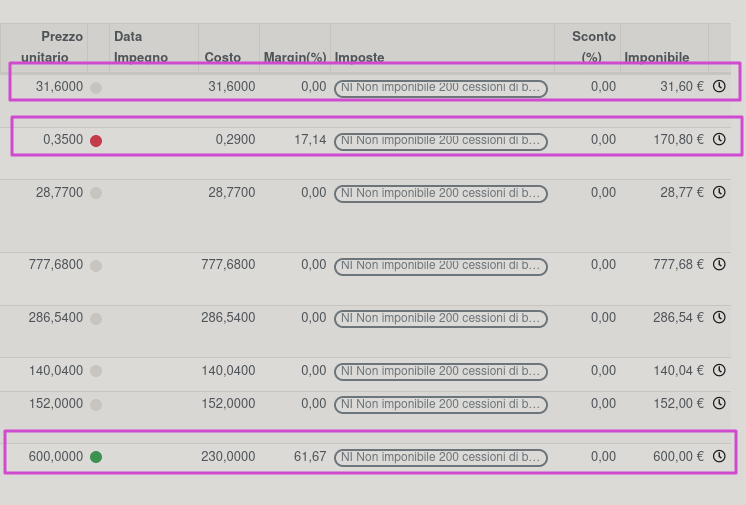 Prezzo unitario Data Impegno Costo Margin(%) Imposte Sconto (%) Imponibile
31,6000 31,6000 0,00 NI Non imponibile 200 cessioni di b... 0,00 31,60 €
0,3500 0,2900 17,14 NI Non imponibile 200 cessioni di b... 0,00 170,80 €
28,7700 28,7700 0,00 NI Non imponibile 200 cessioni di b... 0,00 28,77 €
777,6800 777,6800 0,00 NI Non imponibile 200 cessioni di b... 0,00 777,68 €
286,5400 286,5400 0,00 NI Non imponibile 200 cessioni di b... 0,00 286,54 €
140,0400 140,0400 0,00 NI Non imponibile 200 cessioni di b... 0,00 140,04 €
152,0000 152,0000 0,00 NI Non imponibile 200 cessioni di b... 0,00 152,00 €
600,0000 230,0000 61,67 NI Non imponibile 200 cessioni di b... 0,00 600,00 €